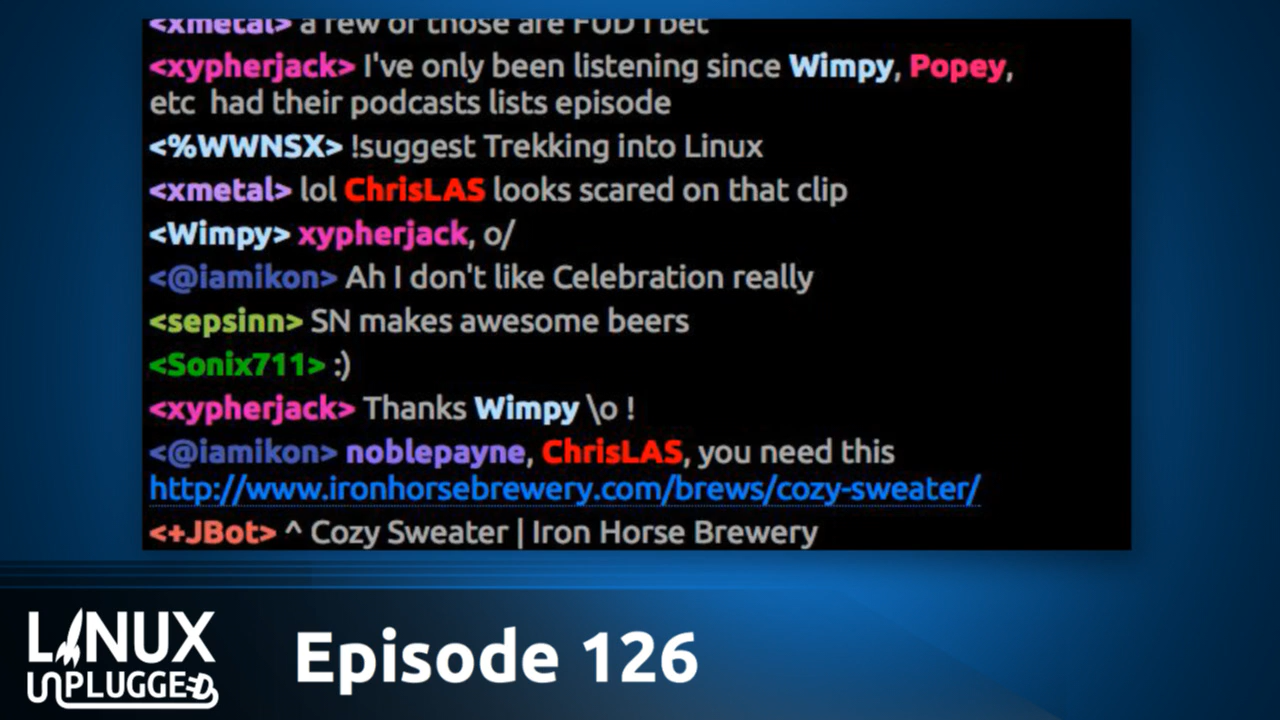 <xmetal> a few of those are FUD I bet
<xypherjack> I've only been listening since Wimpy, Popey,
etc  had their podcasts lists episode
<%WWNSX> !suggest Trekking into Linux
<xmetal> lol ChrisLAS looks scared on that clip
<Wimpy> xypherjack, o/
<@iamikon> Ah I don't like Celebration really
<sepsinn> SN makes awesome beers
<Sonix711> :)
<xypherjack> Thanks Wimpy \o !
<@iamikon> noblepayne, ChrisLAS, you need this
http://www.ironhorsebrewery.com/brews/cozy-sweater/
<+JBot> ^ Cozy Sweater | Iron Horse Brewery
LINUX
UNPLUGGED
Episode 126